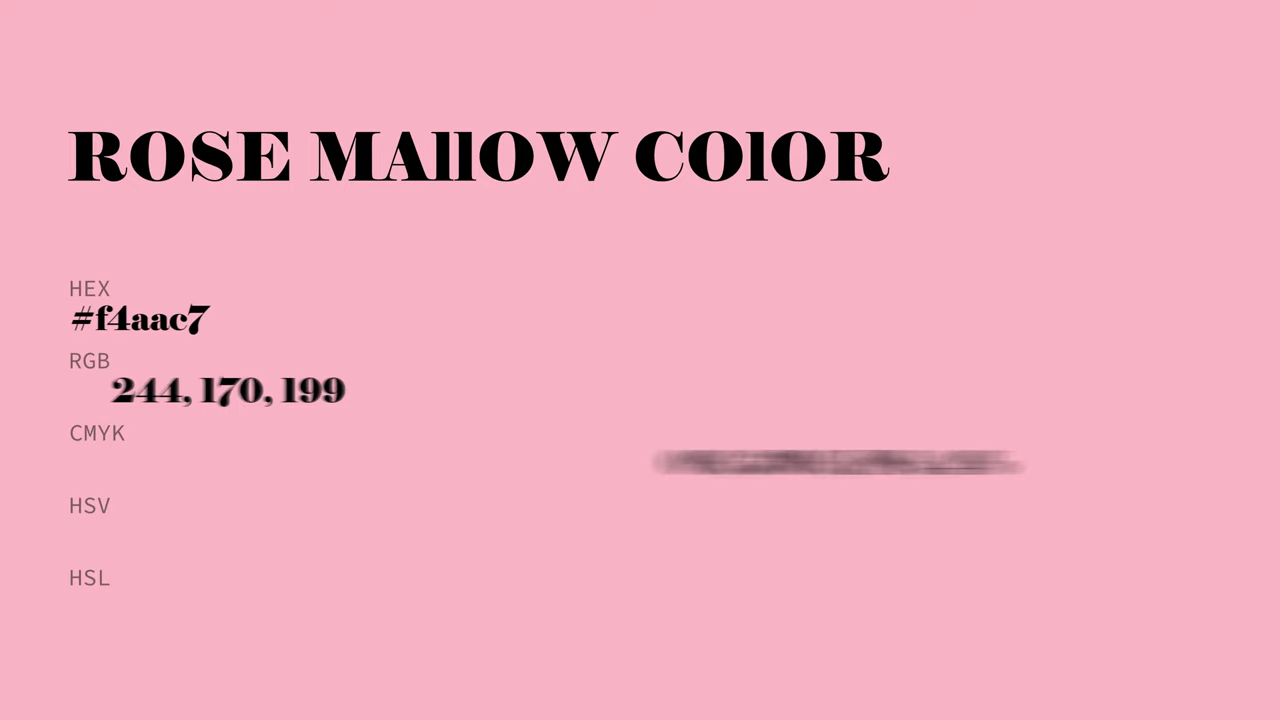 ROSE MAllOW COlOR
HEX
#f4aac7
RGB
244, 170, 199
CMYK
HSV
HSL